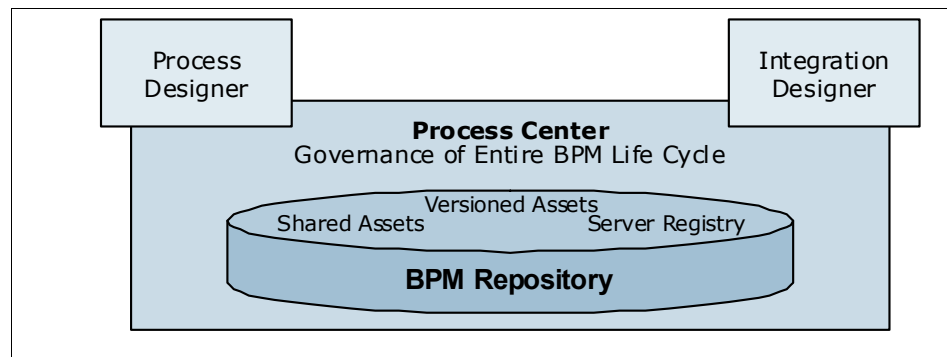 Process
Designer
Integration
Designer
Process Center
Governance of Entire BPM Life Cycle
Versioned Assets
Shared Assets
Server Registry
BPM Repository